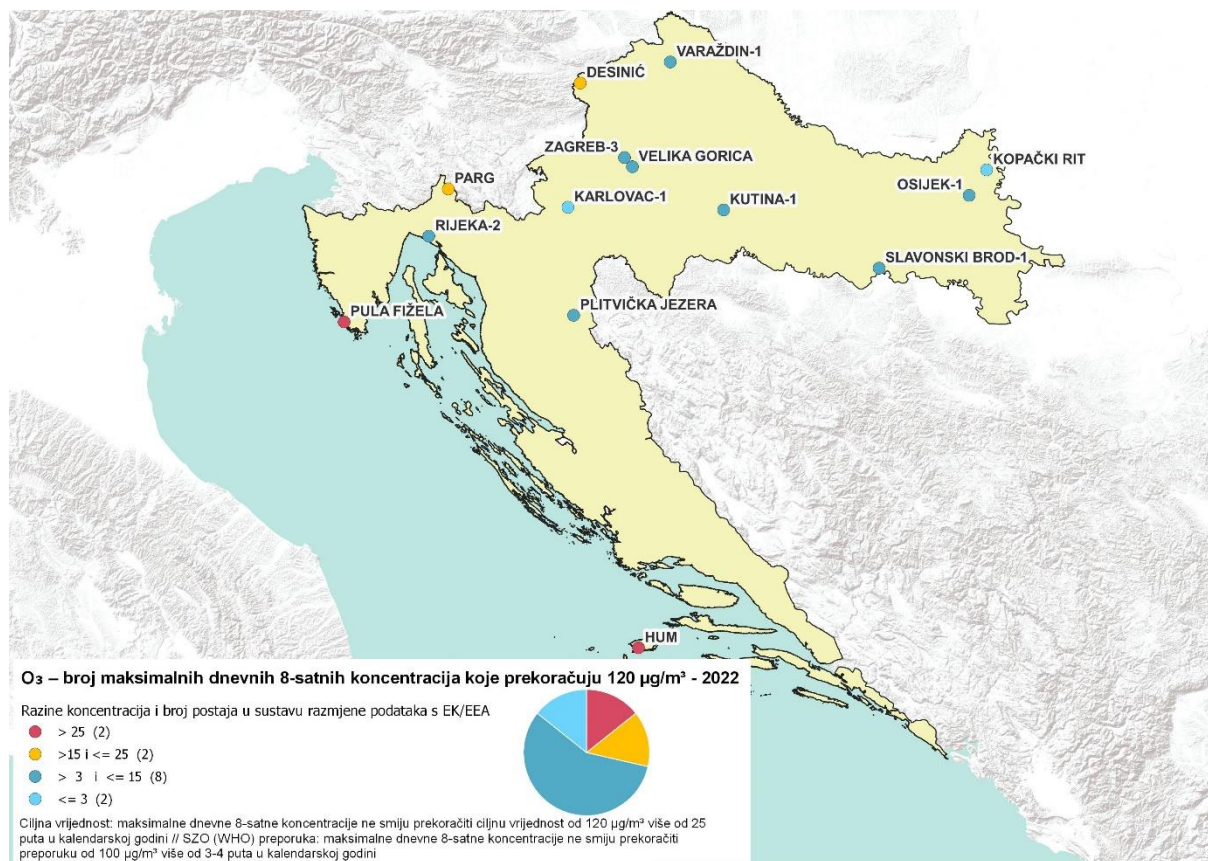 VARAŽDIN-1
DESINIĆ
ZAGREB-3
VELIKA GORICA
KOPAČKI RIT
PARG
OSIJEK-1
KARLOVAC-1
KUTINA-1
RIJEKA-2
SLAVONSKI BROD-1
PLITVIČKA JEZERA
PULA FIŽELA
HUM
O₃ – broj maksimalnih dnevnih 8-satnih koncentracija koje prekoračuju 120 µg/m³ - 2022
Razine koncentracija i broj postaja u sustavu razmjene podataka s EK/EEA
> 25 (2)
>15 i <= 25 (2)
> 3 i <= 15 (8)
<= 3 (2)
Ciljna vrijednost: maksimalne dnevne 8-satne koncentracije ne smiju prekoračiti ciljnu vrijednost od 120 µg/m³ više od 25
puta u kalendarskoj godini // SZO (WHO) preporuka: maksimalne dnevne 8-satne koncentracije ne smiju prekoračiti
preporuku od 100 µg/m³ više od 3-4 puta u kalendarskoj godini